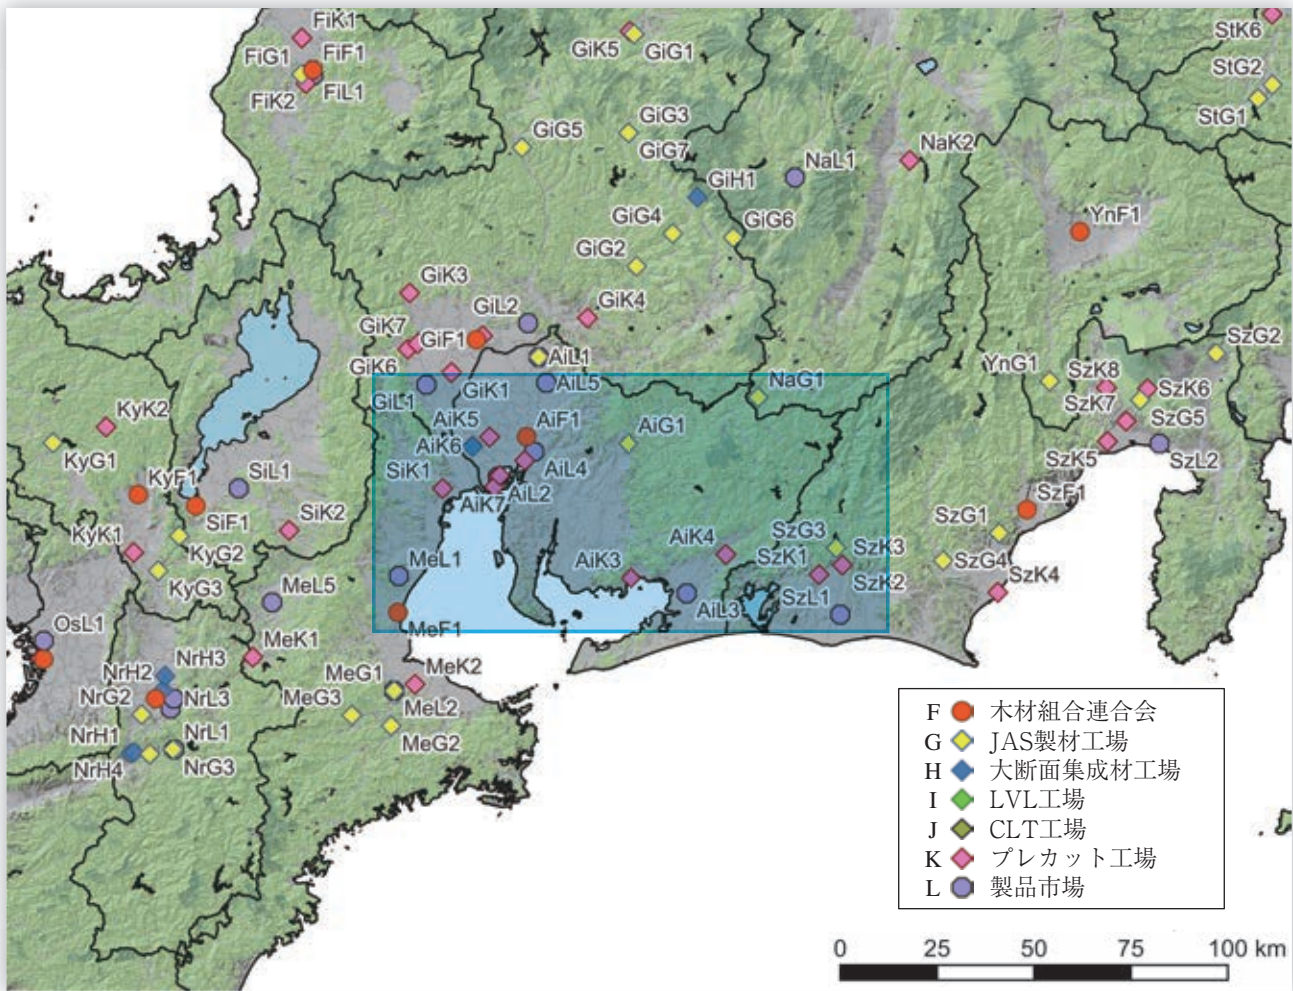 FiK1
FiG1
FiF1
FiK2
FiL1
GiK5
GiG1
StK6
StG2
StG1
GiG5
GiG3
GiG7
NaL1
NaK2
GiH1
GiG4
GiG6
GiG2
YnF1
GiK3
GiL2
GiK4
GiK7
GiF1
GiK6
AiL1
GiK1
AiL5
GiL1
NaG1
SzG2
YnG1
SzK8
SzK6
SzK7
SzG5
SzK5
SzL2
KyK2
KyG1
AiK5
AiF1
AiG1
AiK6
AiL4
SiK1
AiL2
AiK7
KyF1
SiL1
SiF1
SiK2
KyK1
KyG2
KyG3
SzF1
SzG1
SzG4
SzK4
AiK4
SzG3
SzK3
SzK1
SzK2
AiK3
AiL3
SzL1
MeL1
MeF1
MeL5
OsL1
MeK1
NrH3
NrH2
NrG2
NrL3
NrH1
NrL1
NrH4
NrG3
MeG1
MeK2
MeG3
MeL2
MeG2
F 木材組合連合会
G JAS製材工場
H 大断面集成材工場
I LVL工場
J CLT工場
K プレカット工場
L 製品市場
0 25 50 75 100 km